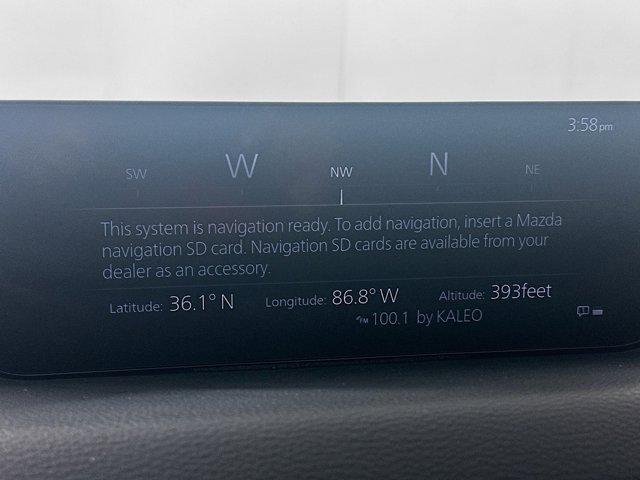 3:58pm
SW W NW N NE
This system is navigation ready. To add navigation, insert a Mazda
navigation SD card. Navigation SD cards are available from your
dealer as an accessory.
Latitude: 36.1° N Longitude: 86.8° W Altitude: 393feet
FM 100.1 by KALEO